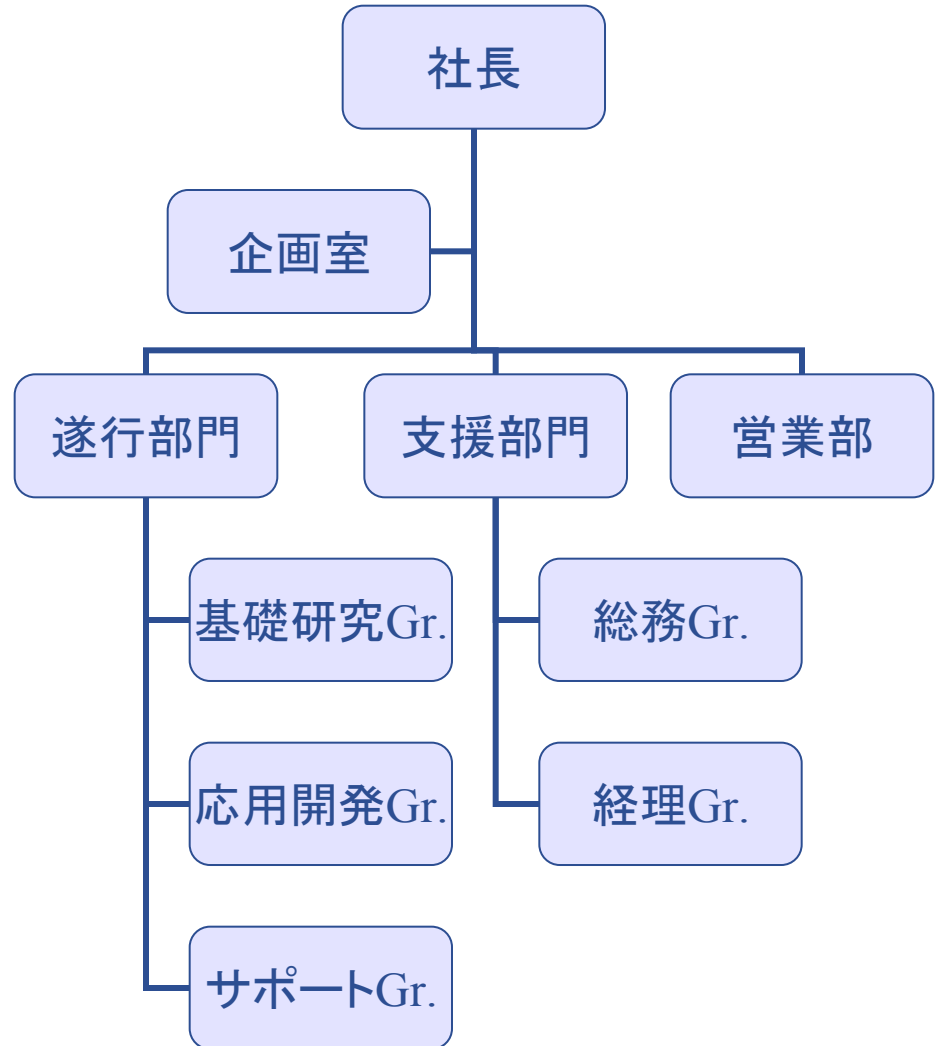 社長
企画室
遂行部門
支援部門
営業部
基礎研究Gr.
総務Gr.
応用開発Gr.
経理Gr.
サポートGr.